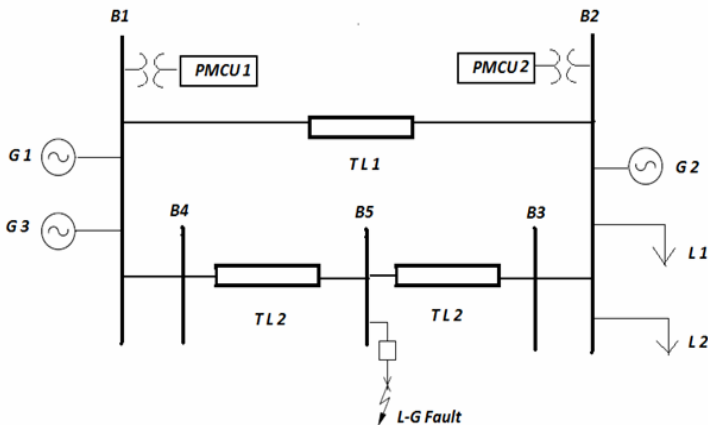 B1
B2
PMCU 1
PMCU 2
G 1
T L 1
G 2
G 3
B4
B5
B3
L 1
T L 2
T L 2
L 2
L-G Fault